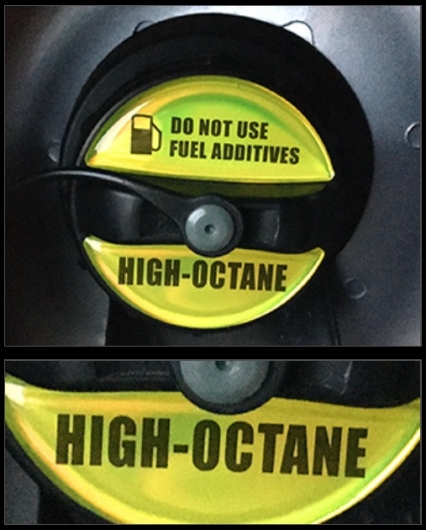 DO NOT USE
FUEL ADDITIVES
HIGH-OCTANE
HIGH-OCTANE